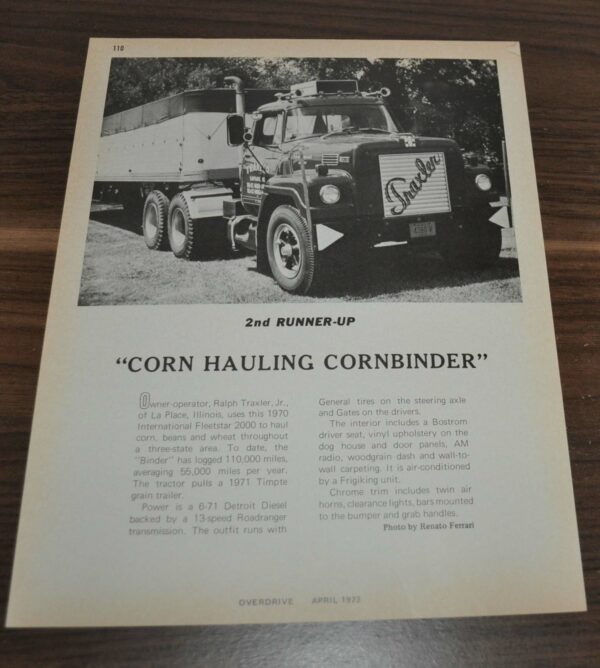 110
Traxler
2nd RUNNER-UP
"CORN HAULING CORNBINDER"
Owner-operator, Ralph Traxler, Jr.,
of La Place, Illinois, uses this 1970
International Fleetstar 2000 to haul
corn, beans and wheat throughout
a three-state area. To date, the
"Binder" has logged 110,000 miles,
averaging 55,000 miles per year.
The tractor pulls a 1971 Timpte
grain trailer.
Power is a 6-71 Detroit Diesel
backed by a 13-speed Roadranger
transmission. The outfit runs with
General tires on the steering axle
and Gates on the drivers.
The interior includes a Bostrom
driver seat, vinyl upholstery on the
dog house and door panels, AM
radio, woodgrain dash and wall-to-
wall carpeting. It is air-conditioned
by a Frigiking unit.
Chrome trim includes twin air
horns, clearance lights, bars mounted
to the bumper and grab handles.
Photo by Renato Ferrari
OVERDRIVE APRIL 1972